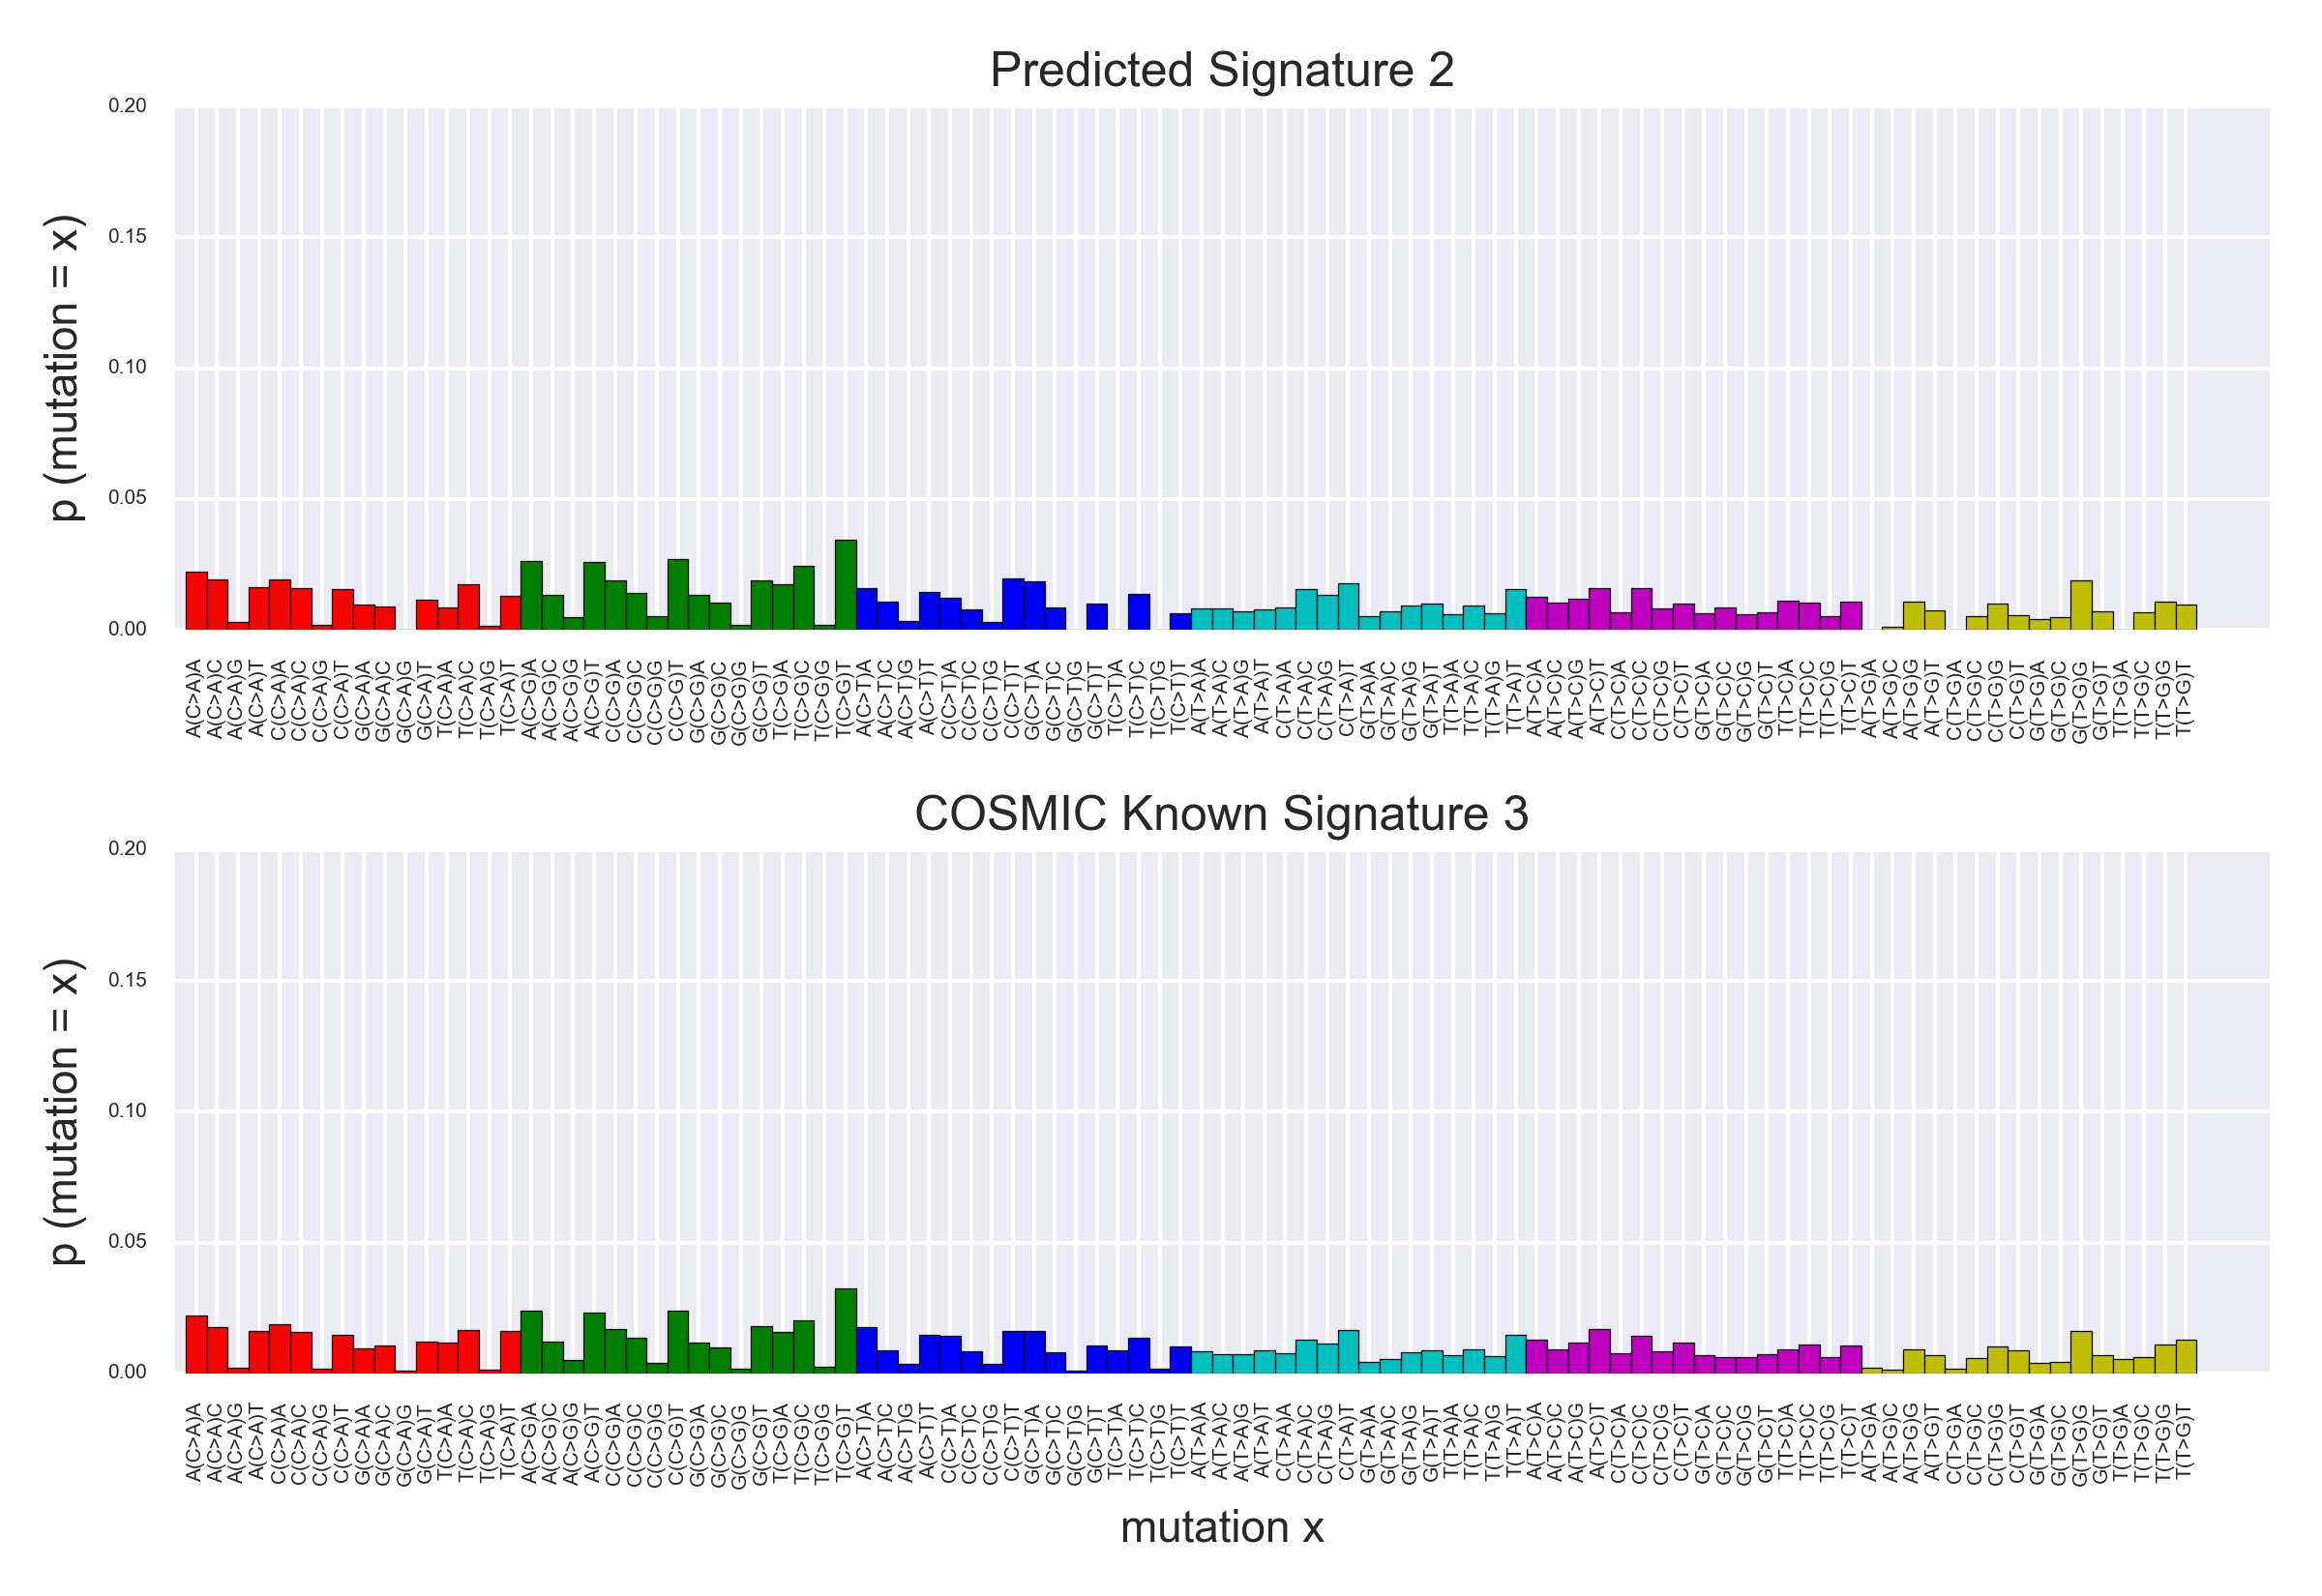 Predicted Signature 2
p (mutation = x)
0.20
0.15
0.10
0.05
0.00
A(C>A)A A(C>A)C A(C>A)G A(C>A)T C(C>A)A C(C>A)C C(C>A)G C(C>A)T G(C>A)A G(C>A)C G(C>A)G G(C>A)T T(C>A)A T(C>A)C T(C>A)G T(C>A)T A(C>G)A A(C>G)C A(C>G)G A(C>G)T C(C>G)A C(C>G)C C(C>G)G C(C>G)T G(C>G)A G(C>G)C G(C>G)G G(C>G)T T(C>G)A T(C>G)C T(C>G)G T(C>G)T A(C>T)A A(C>T)C A(C>T)G A(C>T)T C(C>T)A C(C>T)C C(C>T)G C(C>T)T G(C>T)A G(C>T)C G(C>T)G G(C>T)T T(C>T)A T(C>T)C T(C>T)G T(C>T)T A(T>A)A A(T>A)C A(T>A)G A(T>A)T C(T>A)A C(T>A)C C(T>A)G C(T>A)T G(T>A)A G(T>A)C G(T>A)G G(T>A)T T(T>A)A T(T>A)C T(T>A)G T(T>A)T A(T>C)A A(T>C)C A(T>C)G A(T>C)T C(T>C)A C(T>C)C C(T>C)G C(T>C)T G(T>C)A G(T>C)C G(T>C)G G(T>C)T T(T>C)A T(T>C)C T(T>C)G T(T>C)T A(T>G)A A(T>G)C A(T>G)G A(T>G)T C(T>G)A C(T>G)C C(T>G)G C(T>G)T G(T>G)A G(T>G)C G(T>G)G G(T>G)T T(T>G)A T(T>G)C T(T>G)G T(T>G)T
COSMIC Known Signature 3
p (mutation = x)
0.20
0.15
0.10
0.05
0.00
A(C>A)A A(C>A)C A(C>A)G A(C>A)T C(C>A)A C(C>A)C C(C>A)G C(C>A)T G(C>A)A G(C>A)C G(C>A)G G(C>A)T T(C>A)A T(C>A)C T(C>A)G T(C>A)T A(C>G)A A(C>G)C A(C>G)G A(C>G)T C(C>G)A C(C>G)C C(C>G)G C(C>G)T G(C>G)A G(C>G)C G(C>G)G G(C>G)T T(C>G)A T(C>G)C T(C>G)G T(C>G)T A(C>T)A A(C>T)C A(C>T)G A(C>T)T C(C>T)A C(C>T)C C(C>T)G C(C>T)T G(C>T)A G(C>T)C G(C>T)G G(C>T)T T(C>T)A T(C>T)C T(C>T)G T(C>T)T A(T>A)A A(T>A)C A(T>A)G A(T>A)T C(T>A)A C(T>A)C C(T>A)G C(T>A)T G(T>A)A G(T>A)C G(T>A)G G(T>A)T T(T>A)A T(T>A)C T(T>A)G T(T>A)T A(T>C)A A(T>C)C A(T>C)G A(T>C)T C(T>C)A C(T>C)C C(T>C)G C(T>C)T G(T>C)A G(T>C)C G(T>C)G G(T>C)T T(T>C)A T(T>C)C T(T>C)G T(T>C)T A(T>G)A A(T>G)C A(T>G)G A(T>G)T C(T>G)A C(T>G)C C(T>G)G C(T>G)T G(T>G)A G(T>G)C G(T>G)G G(T>G)T T(T>G)A T(T>G)C T(T>G)G T(T>G)T
mutation x